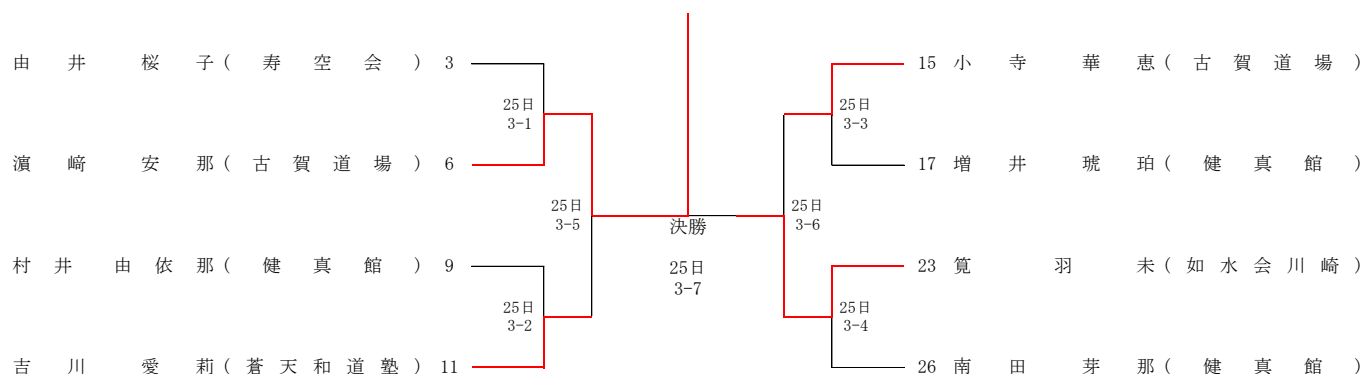 由井 桜子(寿空会) 3
25日
3-1
濵﨑 安那(古賀道場) 6
25日
3-5
村井 由依那(健真館) 9
25日
3-2
吉川 愛莉(蒼天和道塾) 11
決勝
25日
3-7
15 小寺 華恵(古賀道場)
25日
3-3
17 増井 琥珀(健真館)
25日
3-6
23 筧 羽未(如水会川崎)
25日
3-4
26 南田 芽那(健真館)